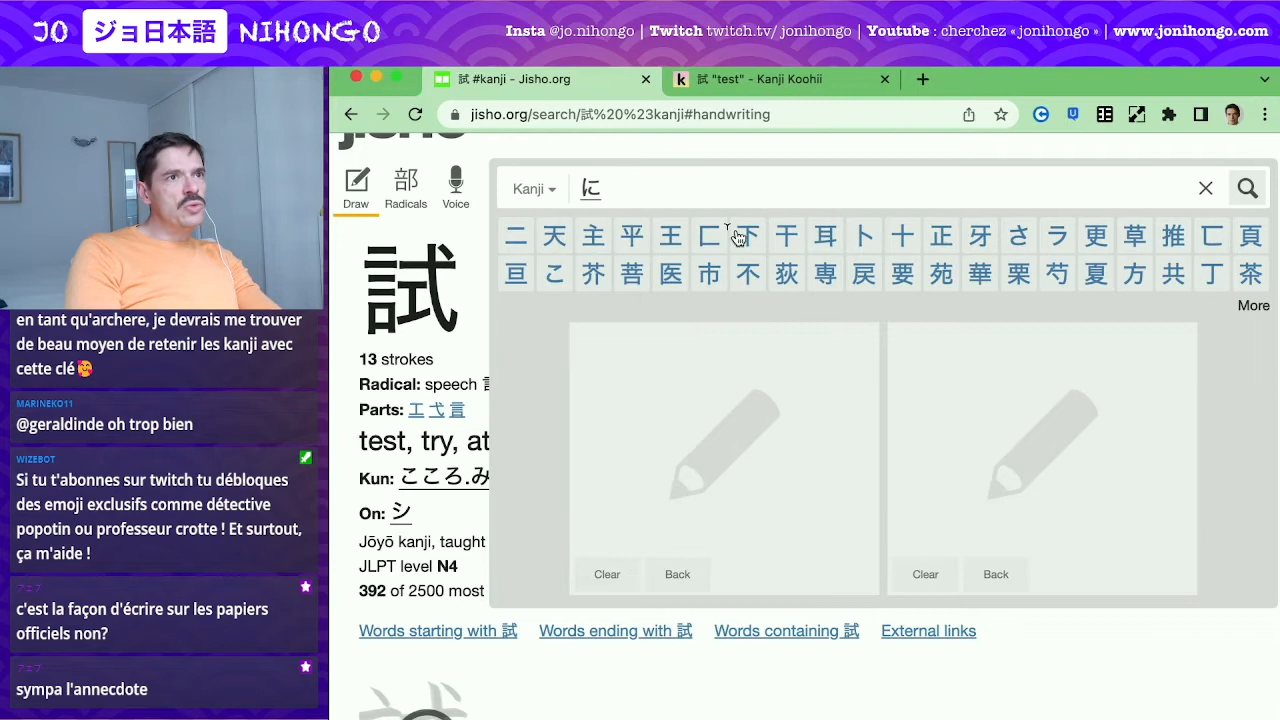 JO ジョ日本語 NIHONGO
Insta @jo.nihongo | Twitch twitch.tv/ jonihongo | Youtube : cherchez « jonihongo » | www.jonihongo.com
試 #kanji - Jisho.org
試 "test" - Kanji Koohii
jisho.org/search/試%20%23kanji#handwriting
Draw
部
Radicals
Voice
Kanji
に
二 天 主 平 王 匚 下 干 耳 卜 十 正 牙 さ ラ 更 草 推 匸 頁
亘 こ 芥 菩 医 市 不 荻 専 戻 要 苑 華 栗 芍 夏 方 共 丁 茶
More
Clear Back
Clear Back
試
13 strokes
Radical: speech
Parts: 工 弋 言
test, try, at
Kun: こころ.み
On: シ
Jōyō kanji, taught
JLPT level N4
392 of 2500 most
Words starting with 試
Words ending with 試
Words containing 試
External links
en tant qu'archere, je devrais me trouver
de beau moyen de retenir les kanji avec
cette clé🥰
MARINEKO11
@geraldinde oh trop bien
WIZEBOT
Si tu t'abonnes sur twitch tu débloques
des emoji exclusifs comme détective
popotin ou professeur crotte ! Et surtout,
ça m'aide !
フェフ
c'est la façon d'écrire sur les papiers
officiels non?
フェフ
sympa l'annecdote